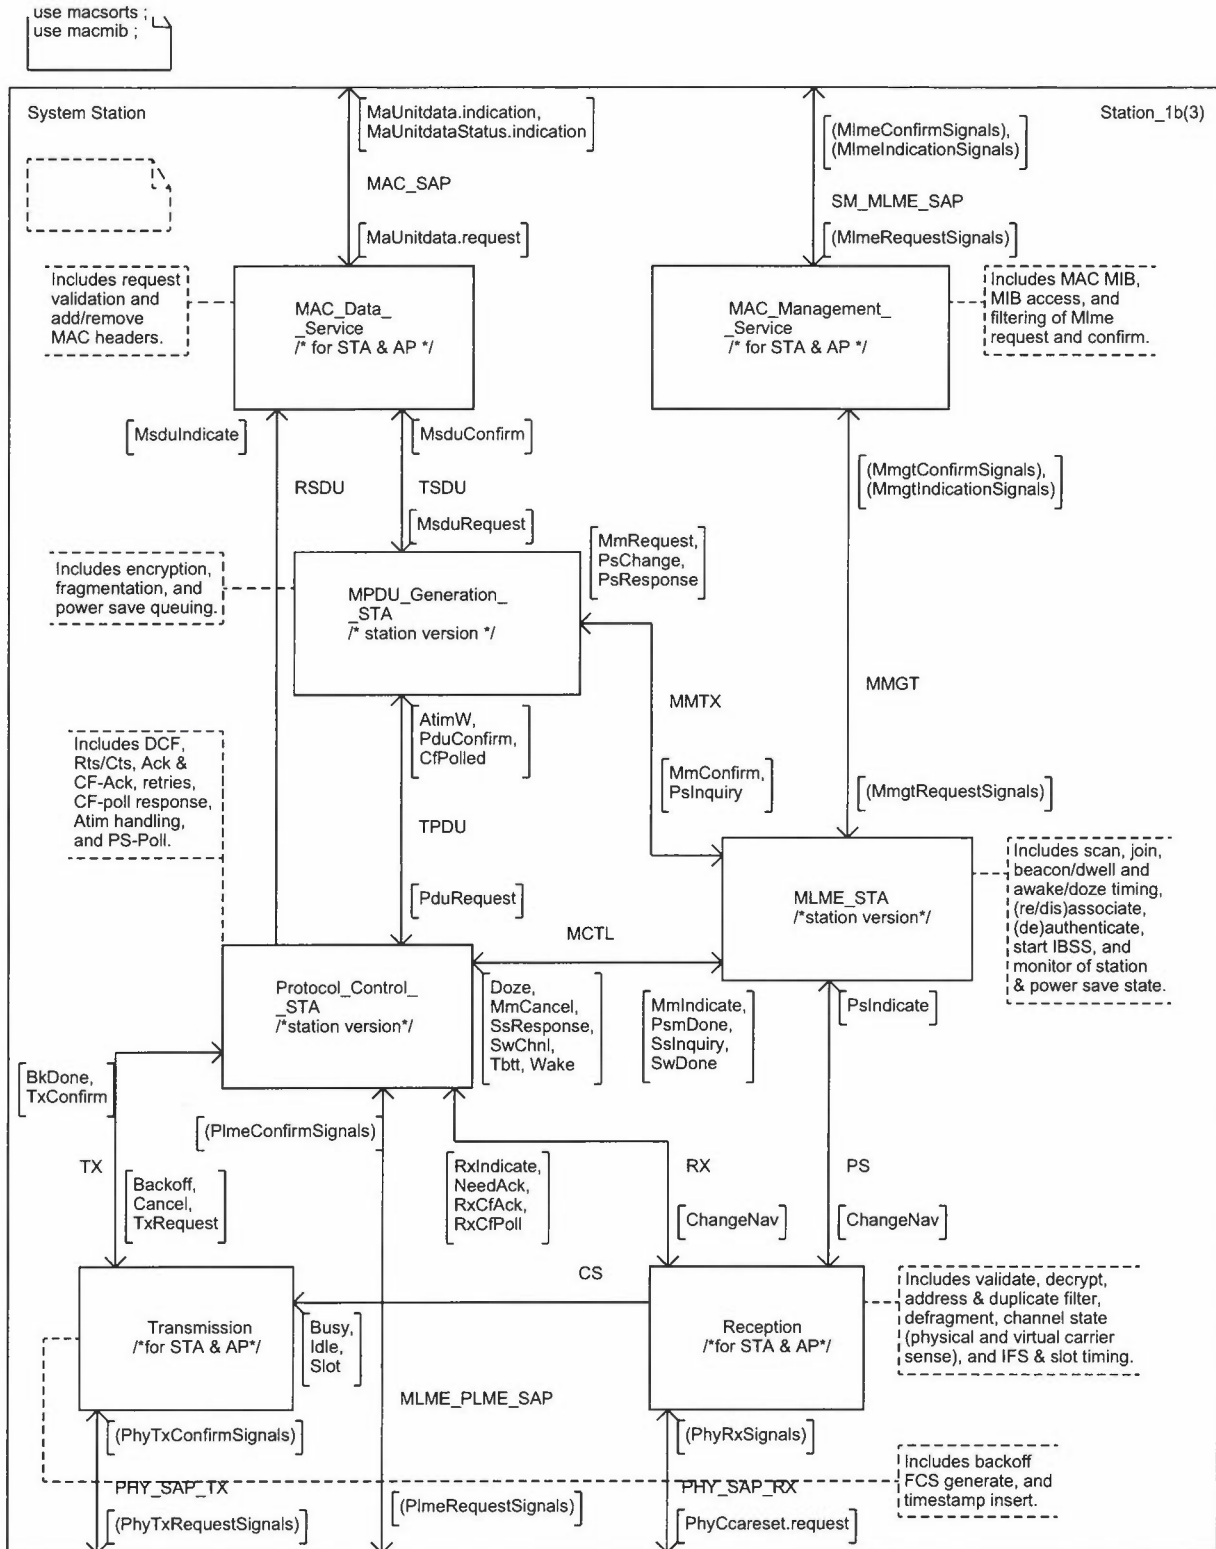 use macsorts ;
use macmib ;
System Station
Station_1b(3)
MaUnitdata.indication,
MaUnitdataStatus.indication
(MlmeConfirmSignals),
(MlmeIndicationSignals)
MAC_SAP
SM_MLME_SAP
MaUnitdata.request
(MlmeRequestSignals)
Includes request
validation and
add/remove
MAC headers.
MAC_Data_
_Service
/* for STA & AP */
MAC_Management_
_Service
/* for STA & AP */
Includes MAC MIB,
MIB access, and
filtering of Mlme
request and confirm.
MsduIndicate
MsduConfirm
RSDU
TSDU
(MmgtConfirmSignals),
(MmgtIndicationSignals)
MsduRequest
MmRequest,
PsChange,
PsResponse
Includes encryption,
fragmentation, and
power save queuing.
MPDU_Generation_
_STA
/* station version */
MMTX
MMGT
AtimW,
PduConfirm,
CfPolled
Includes DCF,
Rts/Cts, Ack &
CF-Ack, retries,
CF-poll response,
Atim handling,
and PS-Poll.
MmConfirm,
PsInquiry
(MmgtRequestSignals)
TPDU
PduRequest
MLME_STA
/*station version*/
Includes scan, join,
beacon/dwell and
awake/doze timing,
(re/dis)associate,
(de)authenticate,
start IBSS, and
monitor of station
& power save state.
MCTL
Protocol_Control_
_STA
/*station version*/
Doze,
MmCancel,
SsResponse,
SwChnl,
Tbtt, Wake
MmIndicate,
PsmDone,
SsInquiry,
SwDone
PsIndicate
BkDone,
TxConfirm
(PlmeConfirmSignals)
TX
Backoff,
Cancel,
TxRequest
RxIndicate,
NeedAck,
RxCfAck,
RxCfPoll
RX
PS
ChangeNav
ChangeNav
CS
Transmission
/*for STA & AP*/
Busy,
Idle,
Slot
Reception
/*for STA & AP*/
Includes validate, decrypt,
address & duplicate filter,
defragment, channel state
(physical and virtual carrier
sense), and IFS & slot timing.
MLME_PLME_SAP
(PhyTxConfirmSignals)
(PhyRxSignals)
PHY_SAP_TX
PHY_SAP_RX
Includes backoff
FCS generate, and
timestamp insert.
(PhyTxRequestSignals)
(PlmeRequestSignals)
PhyCcareset.request